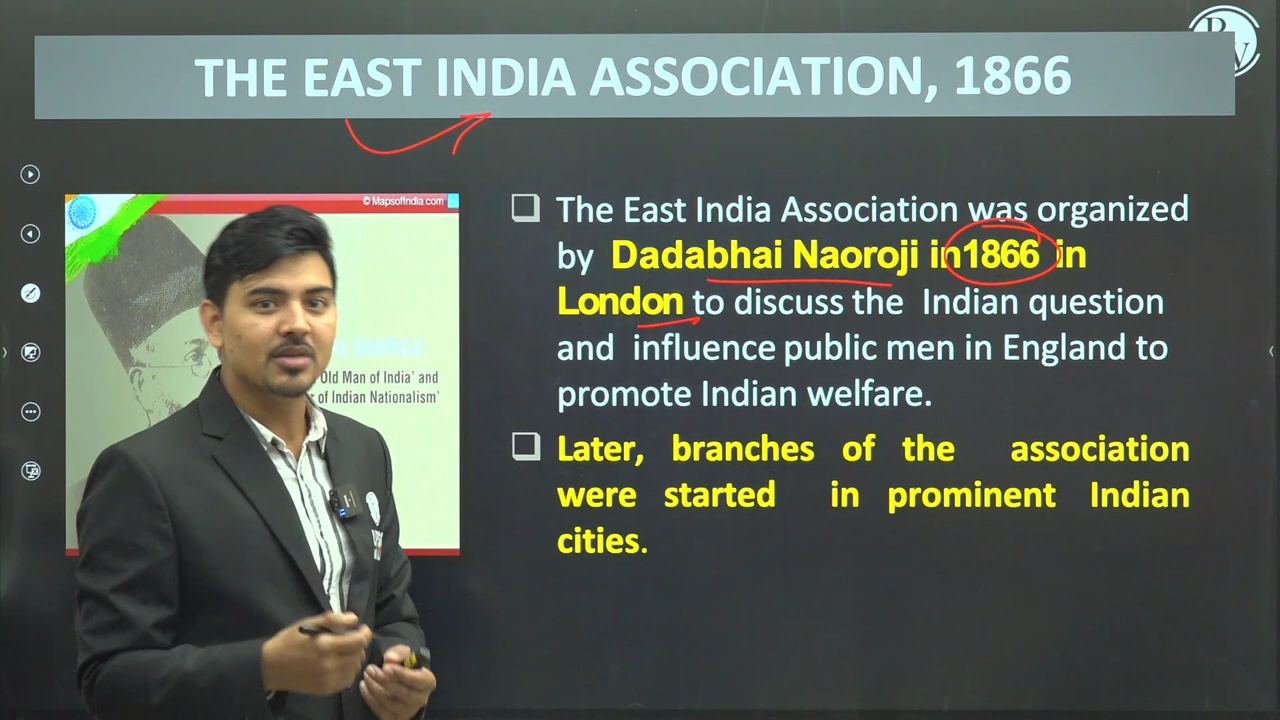 THE EAST INDIA ASSOCIATION, 1866
© MapsofIndia.com
Old Man of India' and
of Indian Nationalism'
The East India Association was organized
by Dadabhai Naoroji in1866 in
London to discuss the Indian question
and influence public men in England to
promote Indian welfare.
Later, branches of the association
were started in prominent Indian
cities.